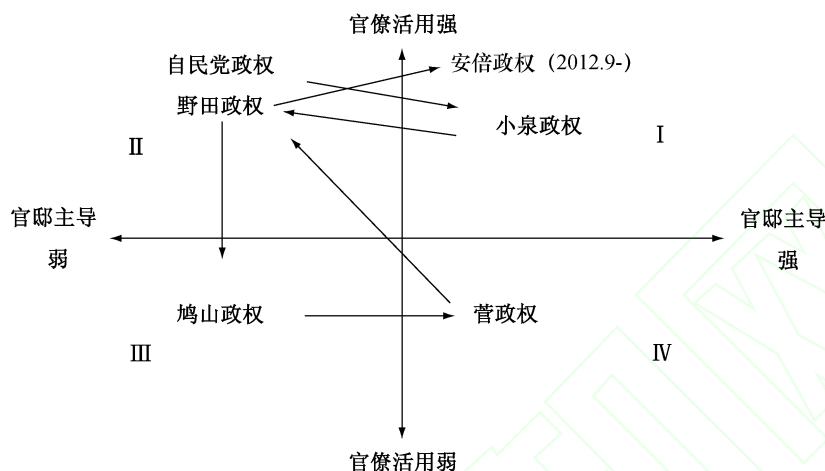 官僚活用强
自民党政权
安倍政权（2012.9-）
野田政权
小泉政权
Ⅱ
Ⅰ
官邸主导
弱
官邸主导
强
鸠山政权
菅政权
Ⅲ
Ⅳ
官僚活用弱